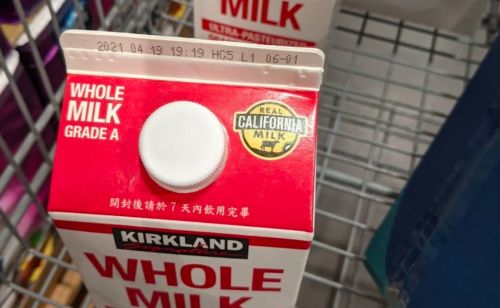 MILK
ULTRA-PASTEURIZED
2021 04 19 19:19 HG5 L1 06-01
WHOLE
MILK
GRADE A
REAL
CALIFORNIA
MILK
開封後請於7天內飲用完畢
KIRKLAND
Signature
WHOLE
MILK